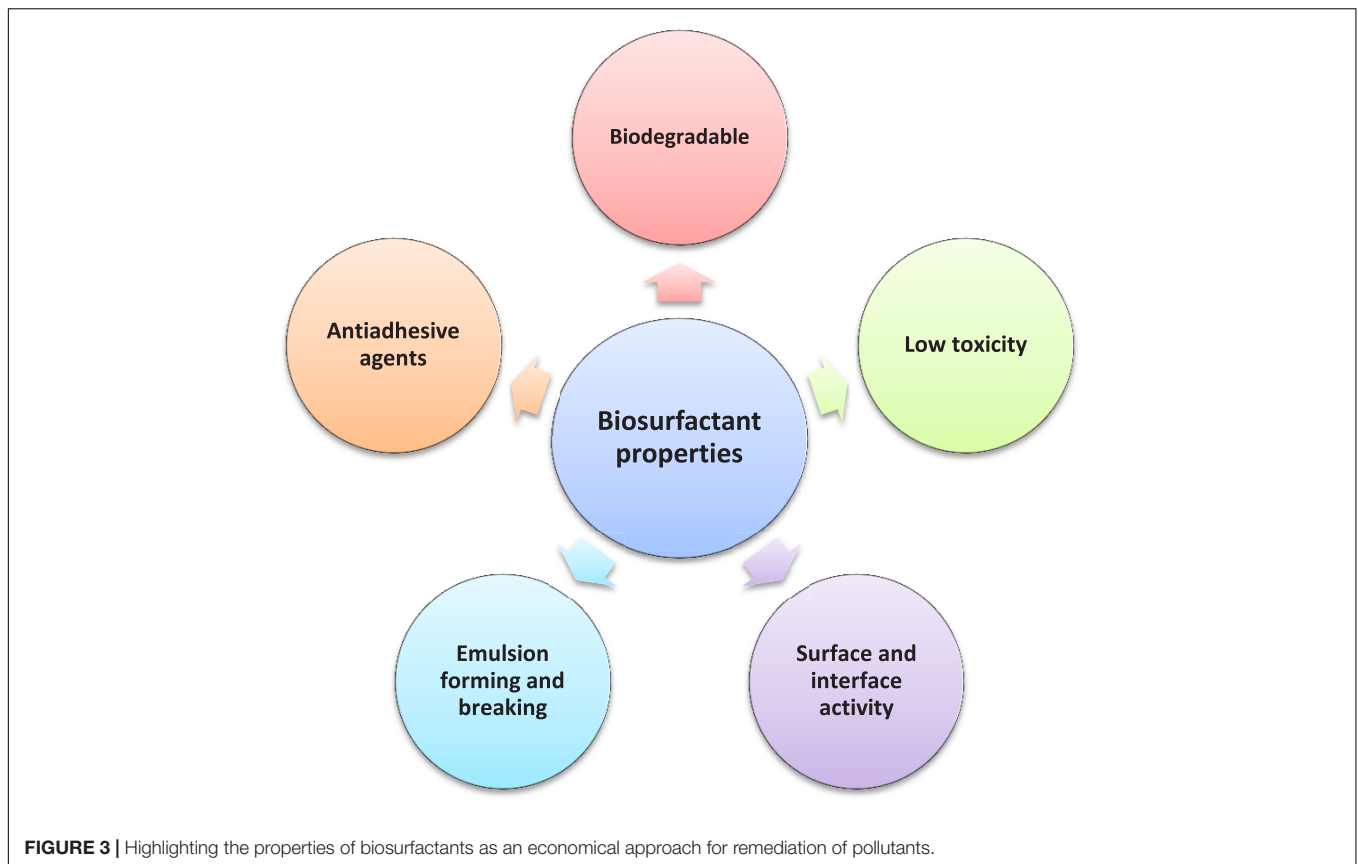 Biodegradable
Antiadhesive
agents
Low toxicity
Biosurfactant
properties
Emulsion
forming and
breaking
Surface and
interface
activity
FIGURE 3 | Highlighting the properties of biosurfactants as an economical approach for remediation of pollutants.